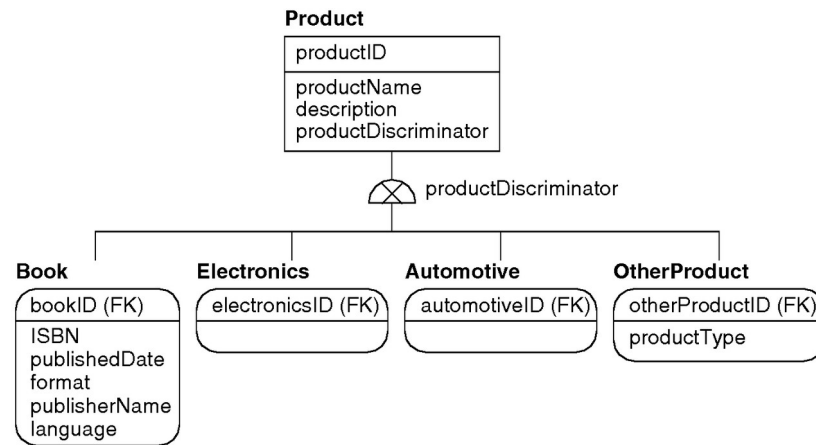 Product
productID
productName
description
productDiscriminator
productDiscriminator
Book
bookID (FK)
ISBN
publishedDate
format
publisherName
language
Electronics
electronicsID (FK)
Automotive
automotiveID (FK)
OtherProduct
otherProductID (FK)
productType